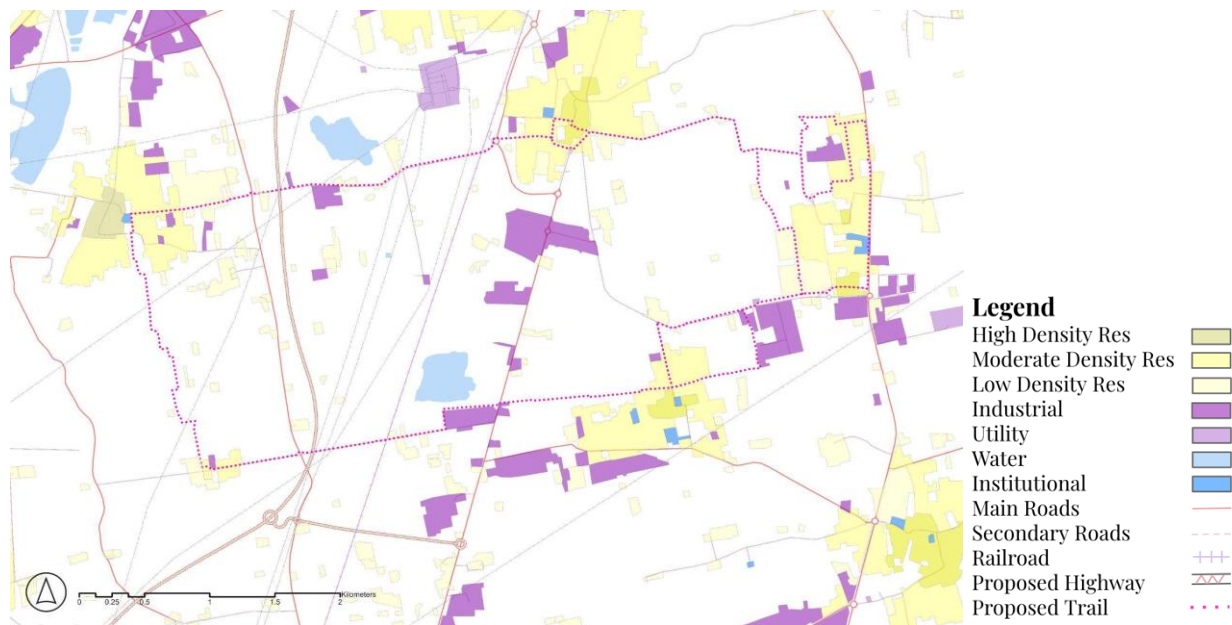 Legend
High Density Res
Moderate Density Res
Low Density Res
Industrial
Utility
Water
Institutional
Main Roads
Secondary Roads
Railroad
Proposed Highway
Proposed Trail
0 0.25 0.5 1 1.5 2 Kilometers